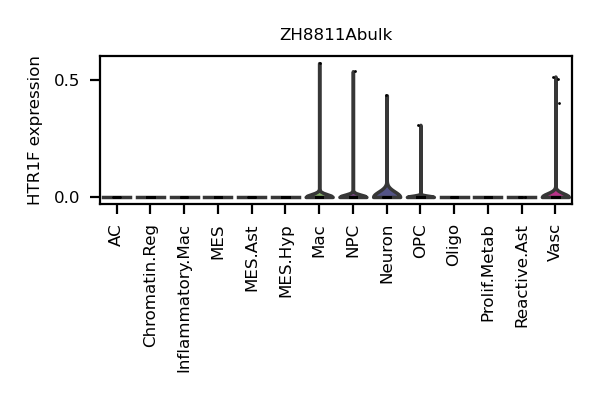 ZH8811Abulk
HTR1F expression
0.5
0.0
AC
Chromatin.Reg
Inflammatory.Mac
MES
MES.Ast
MES.Hyp
Mac
NPC
Neuron
OPC
Oligo
Prolif.Metab
Reactive.Ast
Vasc